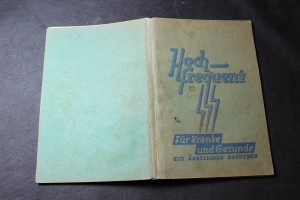 Hoch-
frequenz
Für Kranke
und Gesunde
EIN ÄRZTLICHER RATGEBER